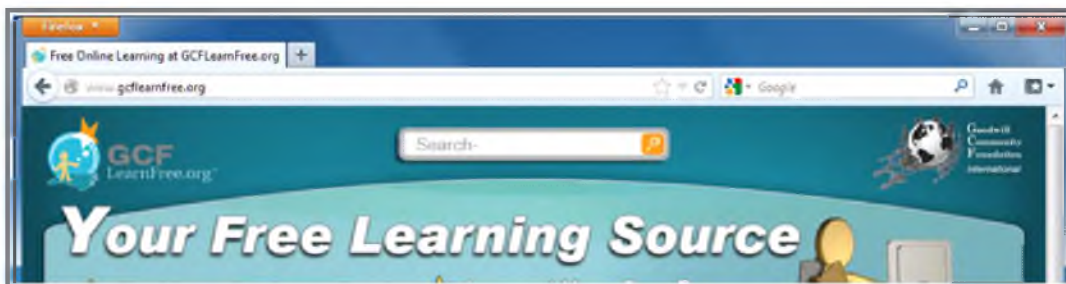 Firefox
Free Online Learning at GCFLearnFree.org
www.gcflearnfree.org
Google
GCF
LearnFree.org
Search-
Goodwill
Community
Foundation
International
Your Free Learning Source